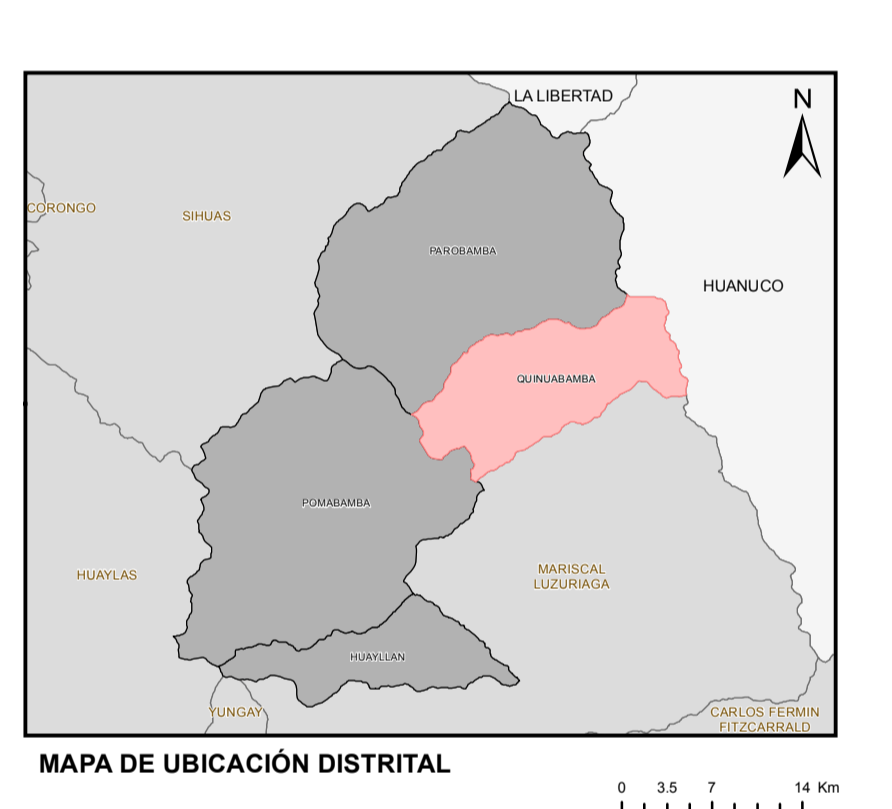 LA LIBERTAD
N
CORONGO
SIHUAS
PAROBAMBA
HUANUCO
QUINUABAMBA
POMABAMBA
HUAYLAS
MARISCAL
LUZURIAGA
HUAYLLAN
YUNGAY
CARLOS FERMIN
FITZCARRALD
MAPA DE UBICACIÓN DISTRITAL
0 3.5 7 14 Km